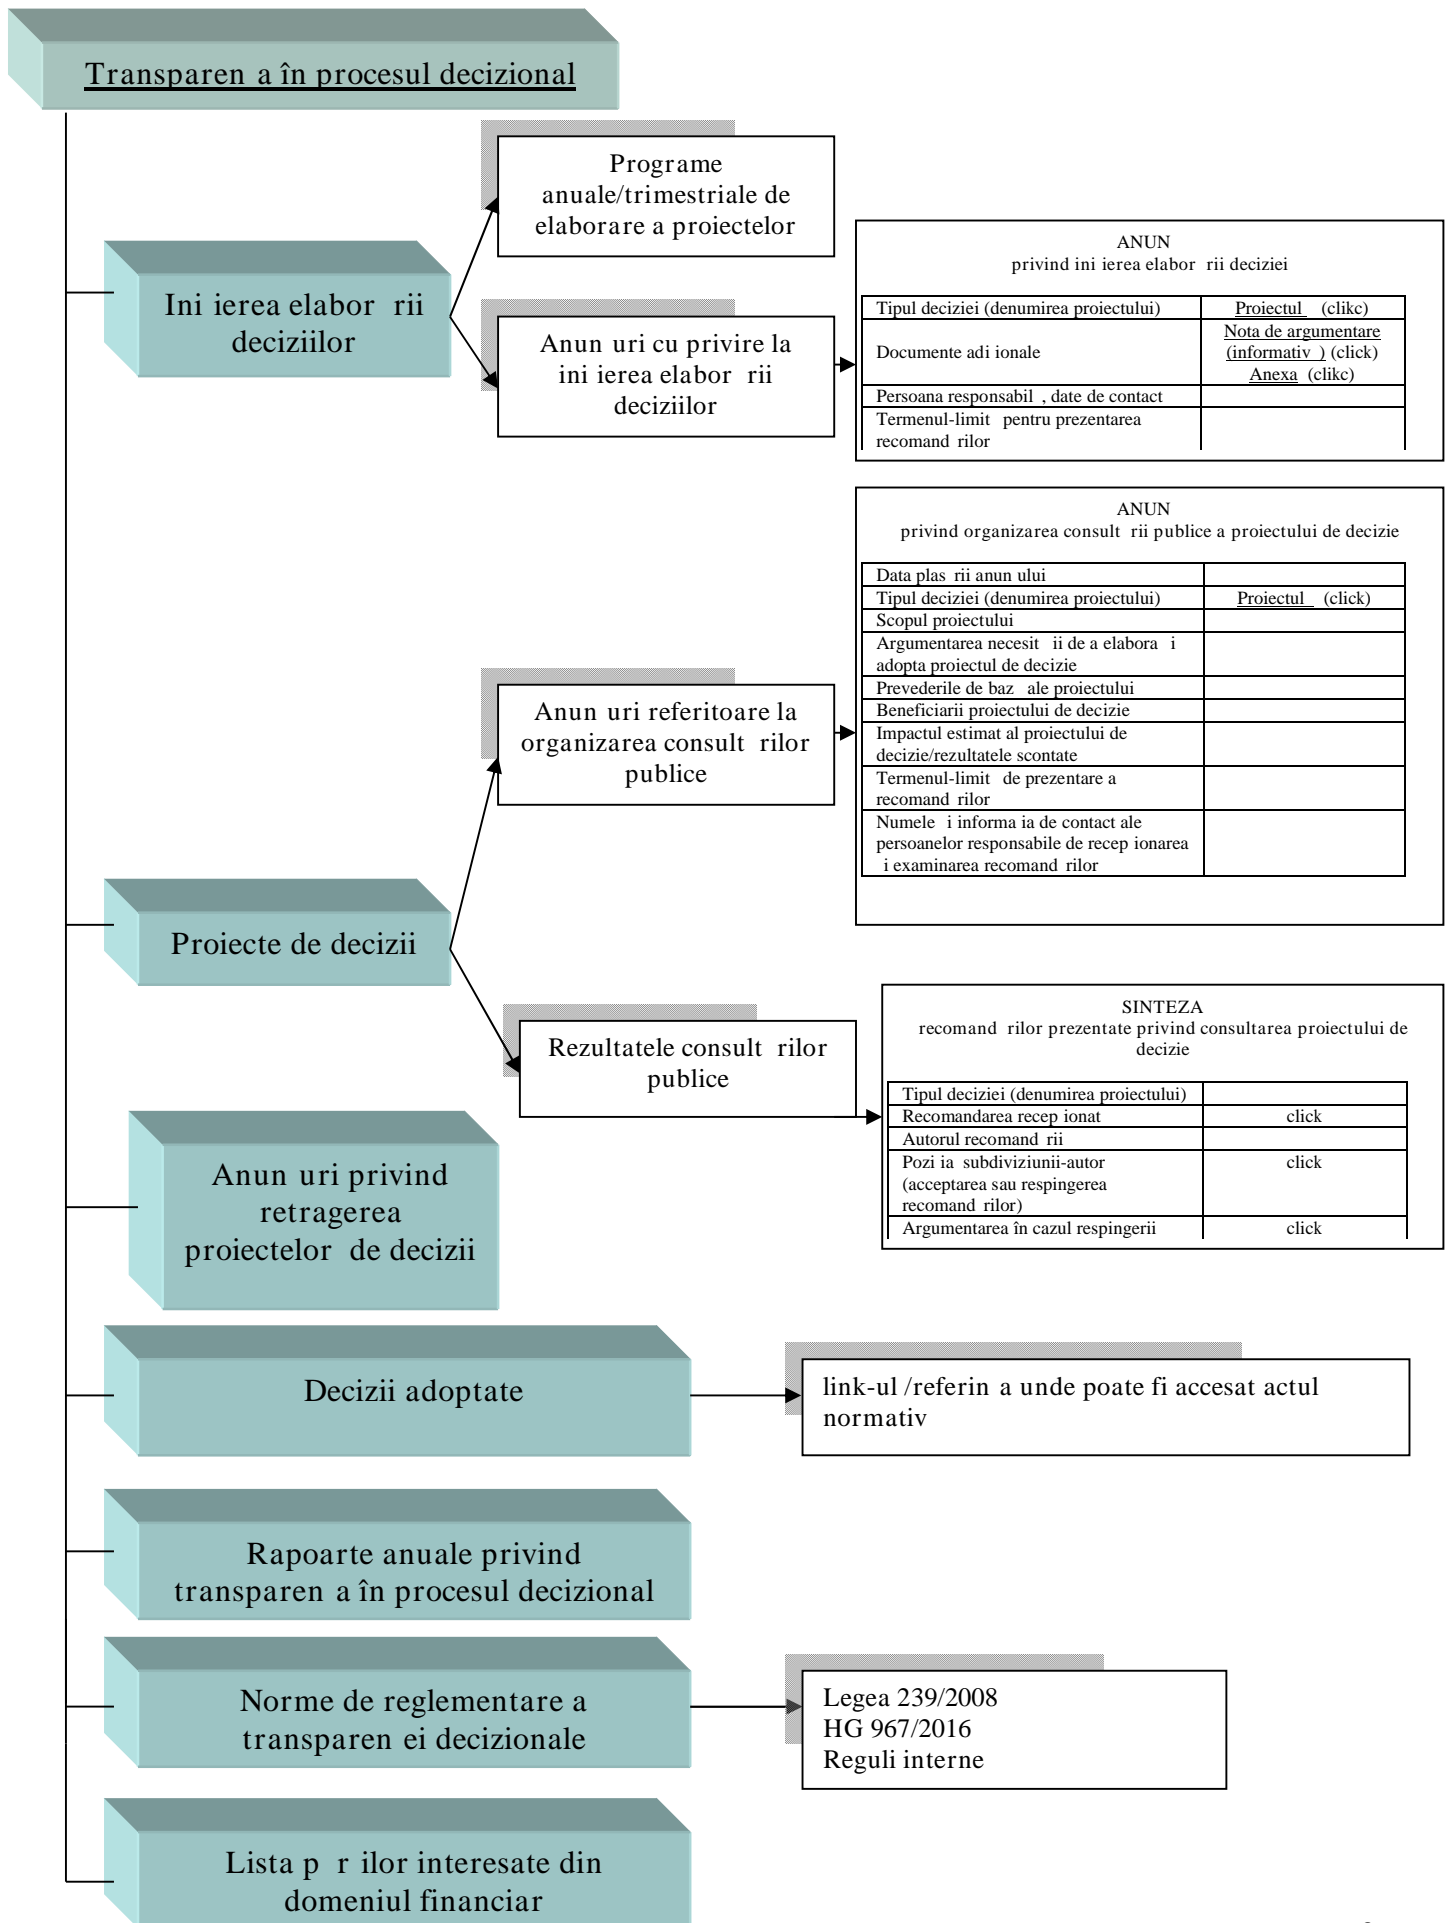 Transparen a în procesul decizional
Programe
anuale/trimestriale de
elaborare a proiectelor
Ini ierea elabor rii
deciziilor
Anun uri cu privire la
ini ierea elabor rii
deciziilor
ANUN
privind ini ierea elabor rii deciziei
Tipul deciziei (denumirea proiectului) Proiectul (clikc)
Documente adi ionale Nota de argumentare
(informativ ) (click)
Anexa (clikc)
Persoana responsabil , date de contact
Termenul-limit pentru prezentarea
recomand rilor
ANUN
privind organizarea consult rii publice a proiectului de decizie
Data plas rii anun ului
Tipul deciziei (denumirea proiectului) Proiectul (click)
Scopul proiectului
Argumentarea necesit ii de a elabora i
adopta proiectul de decizie
Prevederile de baz ale proiectului
Beneficiarii proiectului de decizie
Impactul estimat al proiectului de
decizie/rezultatele scontate
Termenul-limit de prezentare a
recomand rilor
Numele i informa ia de contact ale
persoanelor responsabile de recep ionarea
i examinarea recomand rilor
Anun uri referitoare la
organizarea consult rilor
publice
Proiecte de decizii
Rezultatele consult rilor
publice
SINTEZA
recomand rilor prezentate privind consultarea proiectului de
decizie
Tipul deciziei (denumirea proiectului)
Recomandarea recep ionat click
Autorul recomand rii
Pozi ia subdiviziunii-autor click
(acceptarea sau respingerea
recomand rilor)
Argumentarea în cazul respingerii click
Anun uri privind
retragerea
proiectelor de decizii
Decizii adoptate
link-ul /referin a unde poate fi accesat actul
normativ
Rapoarte anuale privind
transparen a în procesul decizional
Norme de reglementare a
transparen ei decizionale
Legea 239/2008
HG 967/2016
Reguli interne
Lista p r ilor interesate din
domeniul financiar